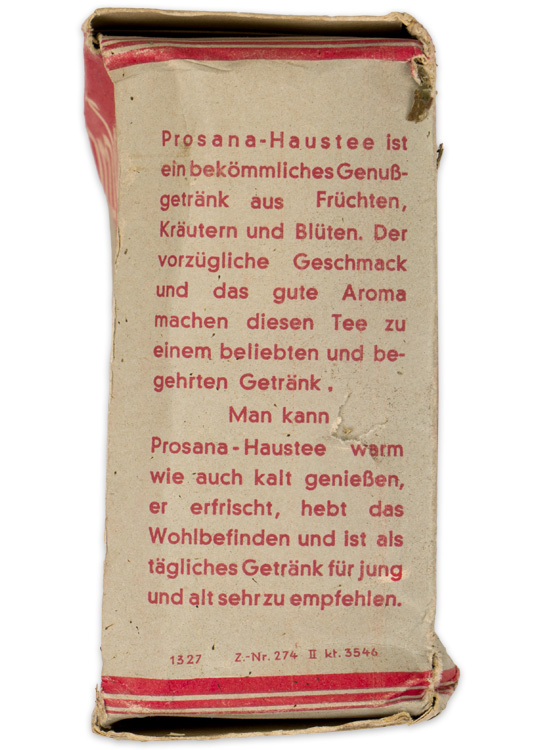 Prosana-Haustee ist
ein bekömmliches Genuß-
getränk aus Früchten,
Kräutern und Blüten. Der
vorzügliche Geschmack
und das gute Aroma
machen diesen Tee zu
einem beliebten und be-
gehrten Getränk.
Man kann
Prosana-Haustee warm
wie auch kalt genießen,
er erfrischt, hebt das
Wohlbefinden und ist als
tägliches Getränk für jung
und alt sehr zu empfehlen.
1327 Z.-Nr. 274 II kt. 3546